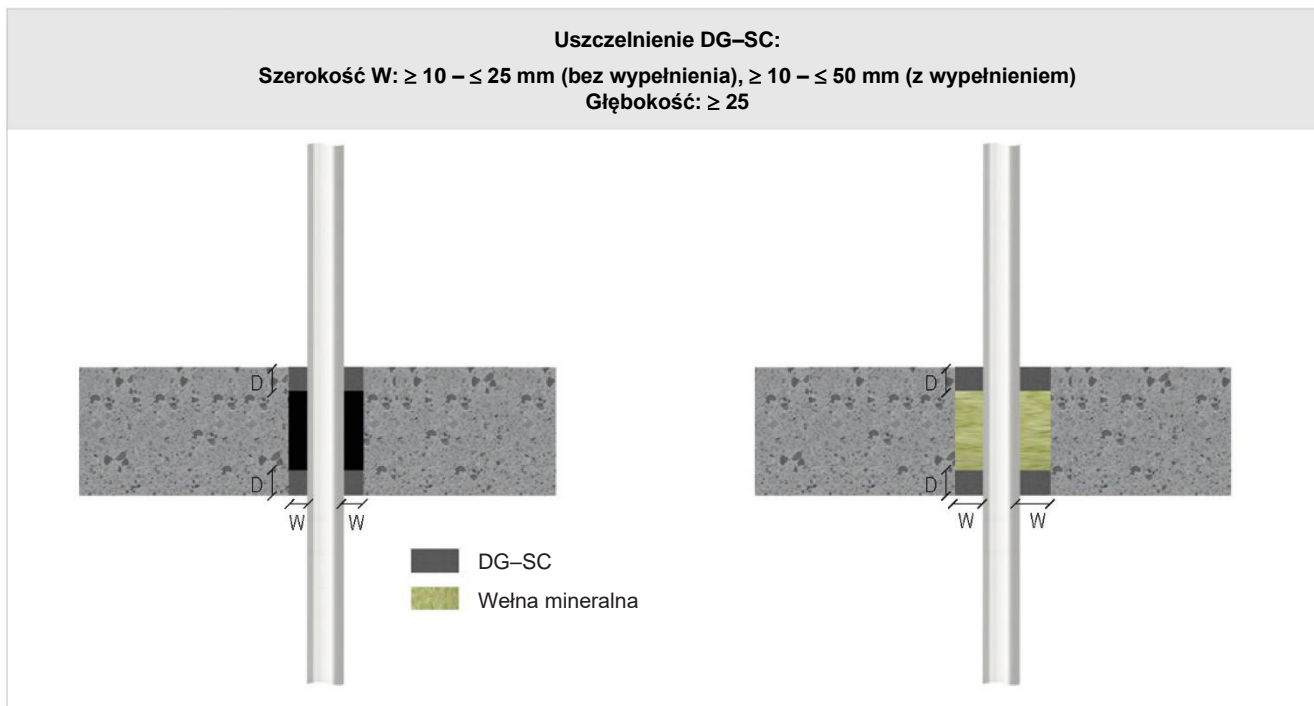 Uszczelnienie DG–SC:
Szerokość W: ≥ 10 – ≤ 25 mm (bez wypełnienia), ≥ 10 – ≤ 50 mm (z wypełnieniem)
Głębokość: ≥ 25
D
D
W
W
D
D
W
W
DG–SC
Wełna mineralna